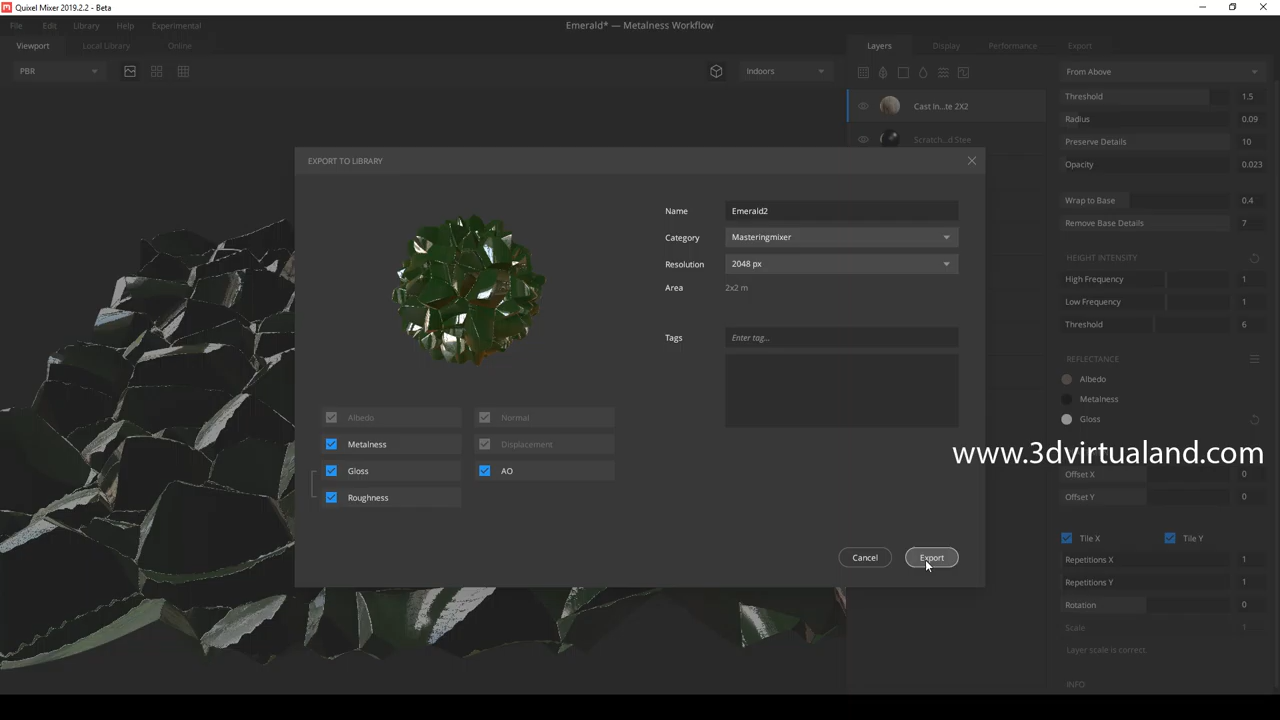 Quixel Mixer 2019.2.2 - Beta
File Edit Library Help Experimental
Emerald* — Metalness Workflow
Viewport Local Library Online
Layers Display Performance Export
PBR
Indoors
From Above
Threshold 1.5
Cast In...te 2X2
Radius 0.09
Scratch...d Stee
Preserve Details 10
Opacity 0.023
Wrap to Base 0.4
Remove Base Details 7
HEIGHT INTENSITY
High Frequency 1
Low Frequency 1
Threshold 6
REFLECTANCE
Albedo
Metalness
Gloss
Offset X 0
Offset Y 0
Tile X Tile Y
Repetitions X 1
Repetitions Y 1
Rotation 0
Scale 1
Layer scale is correct.
INFO
EXPORT TO LIBRARY
Name Emerald2
Category Masteringmixer
Resolution 2048 px
Area 2x2 m
Tags Enter tag...
Albedo Normal
Metalness Displacement
Gloss AO
Roughness
Cancel Export
www.3dvirtualand.com